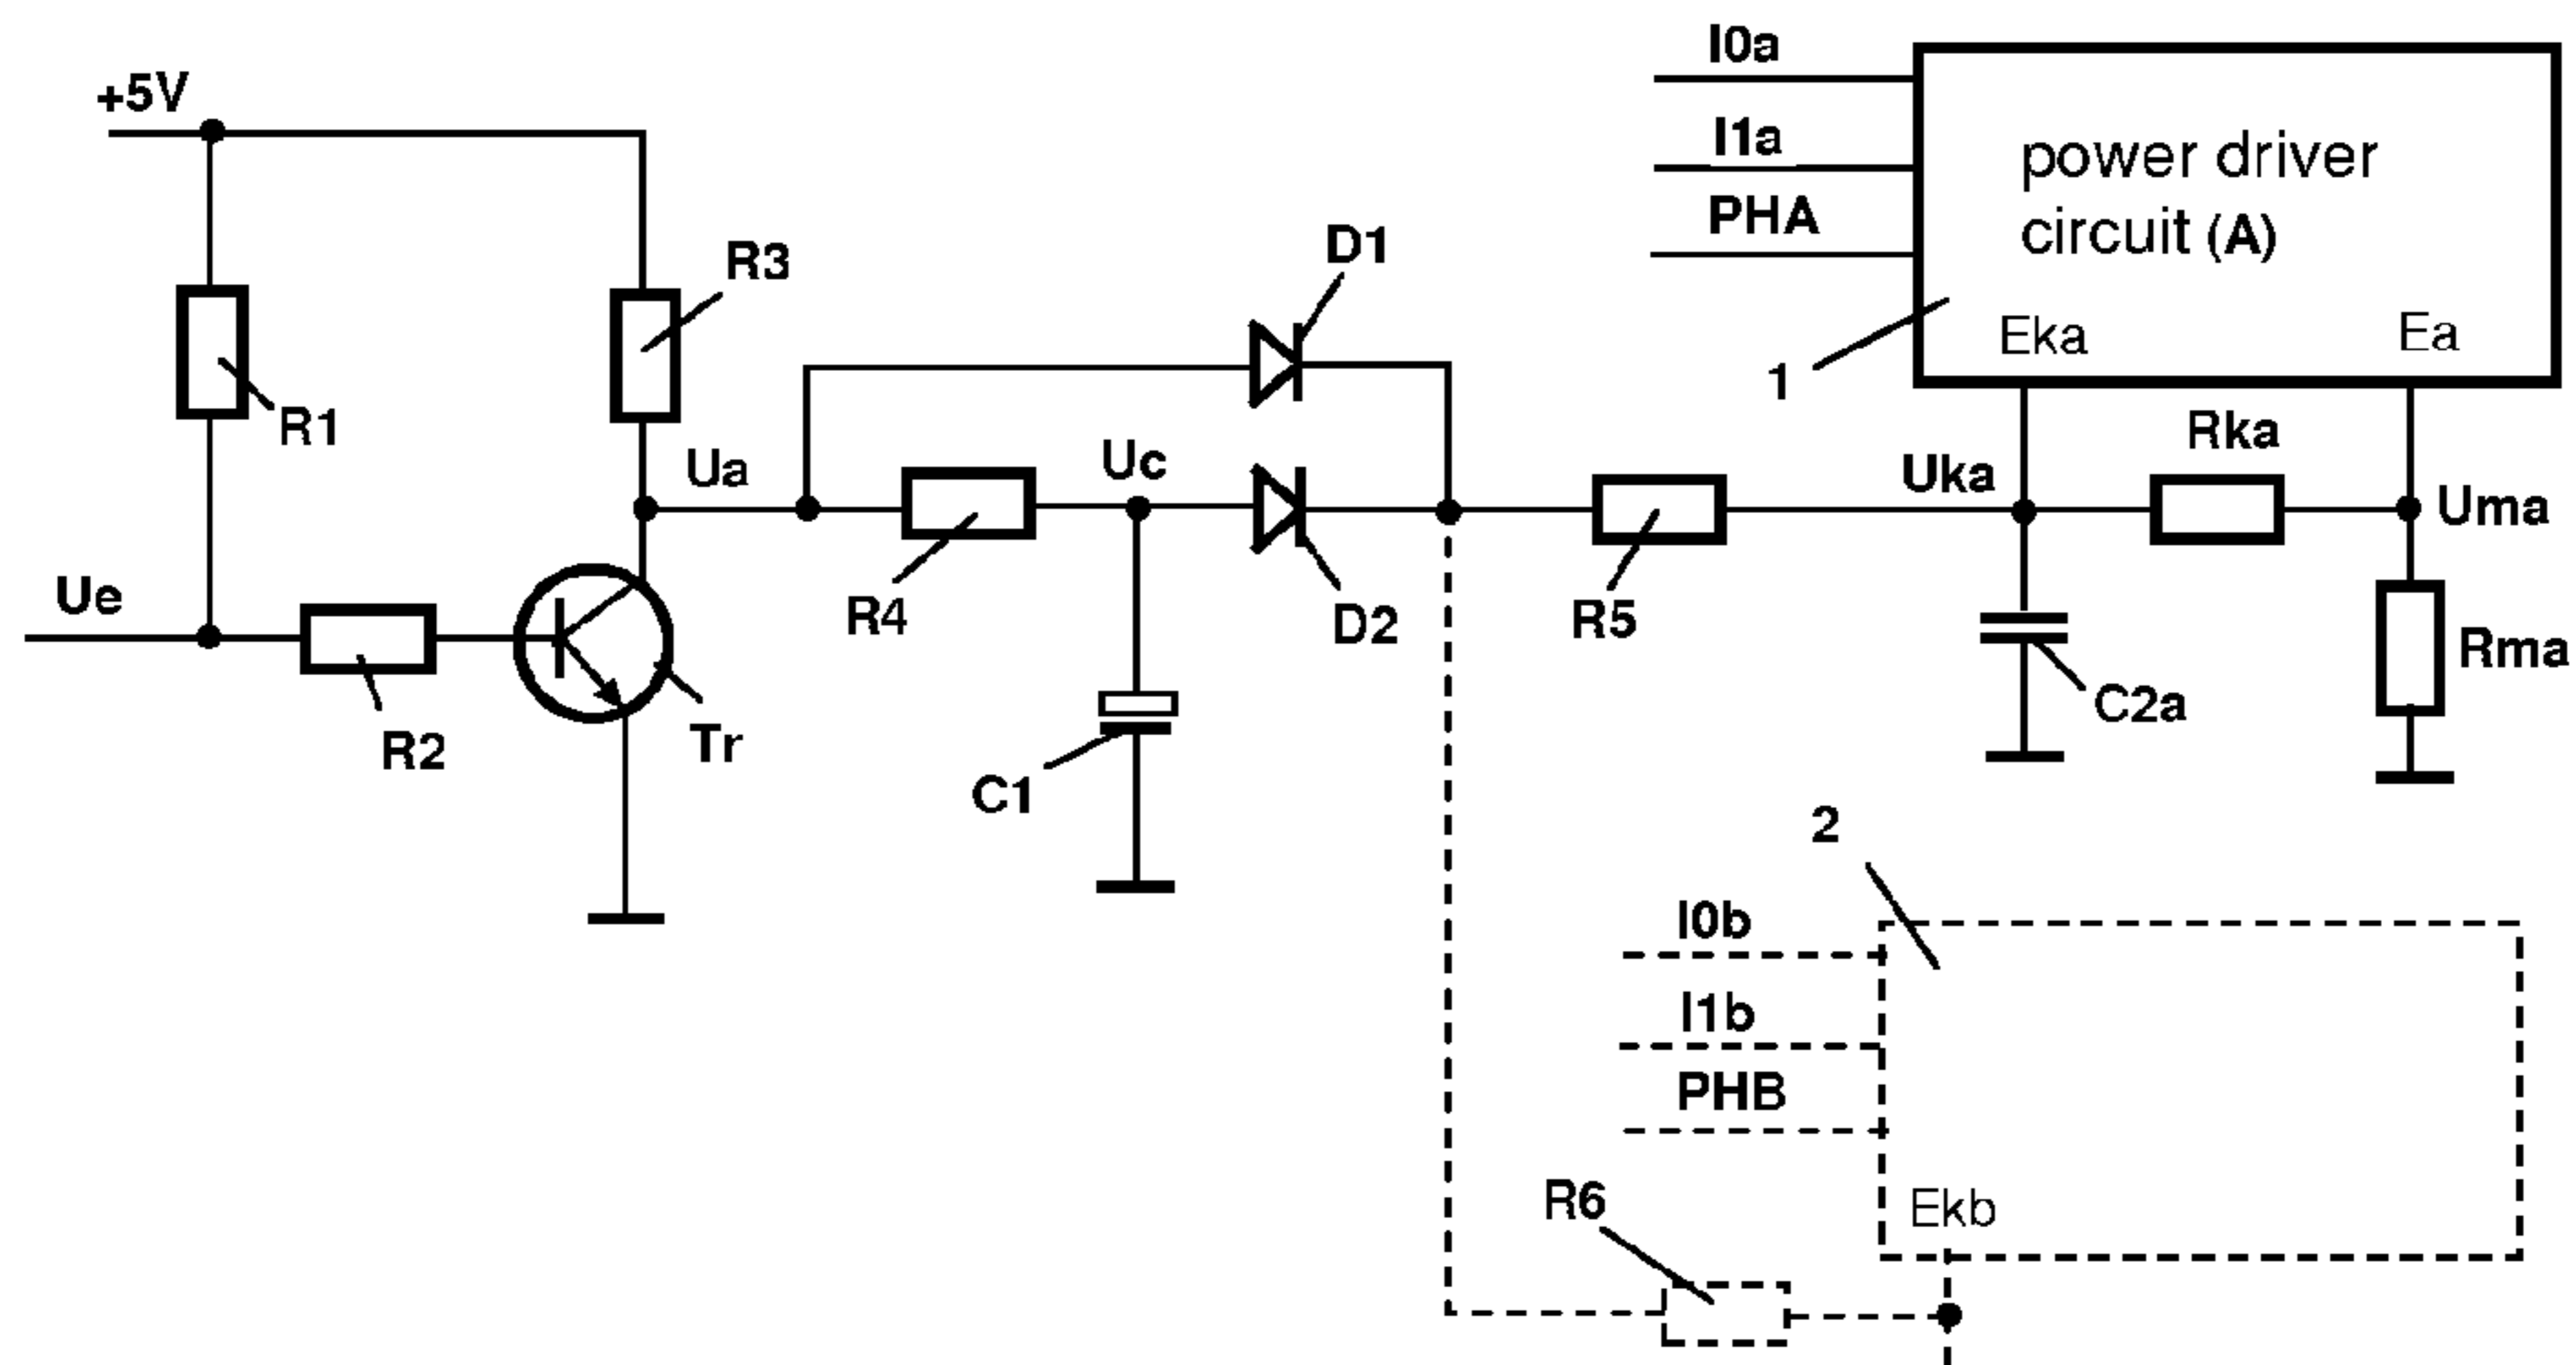 I0a
+5V
I1a
power driver
circuit (A)
PHA
D1
R3
Eka
Ea
1
R1
Rka
Ua
Uc
Uka
Uma
Ue
R4
D2
R5
Rma
C2a
R2
Tr
C1
2
I0b
I1b
PHB
R6
Ekb